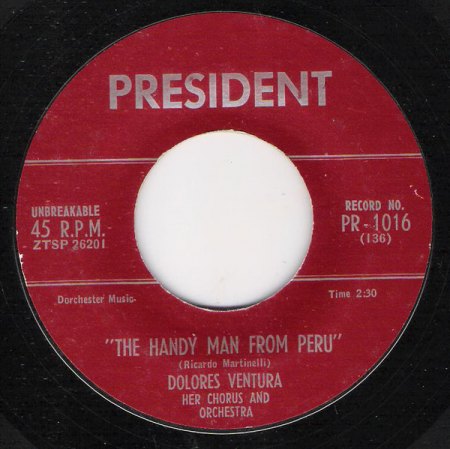 PRESIDENT
UNBREAKABLE
45 R.P.M.
ZTSP 26201
RECORD NO.
PR-1016
(136)
Dorchester Music
Time 2:30
"THE HANDY MAN FROM PERU"
(Ricardo Martinelli)
DOLORES VENTURA
HER CHORUS AND
ORCHESTRA